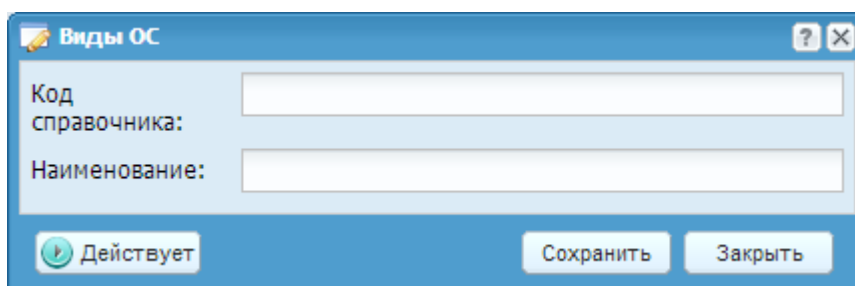 Виды ОС
?
Код
справочника:
Наименование:
Действует Сохранить Закрыть